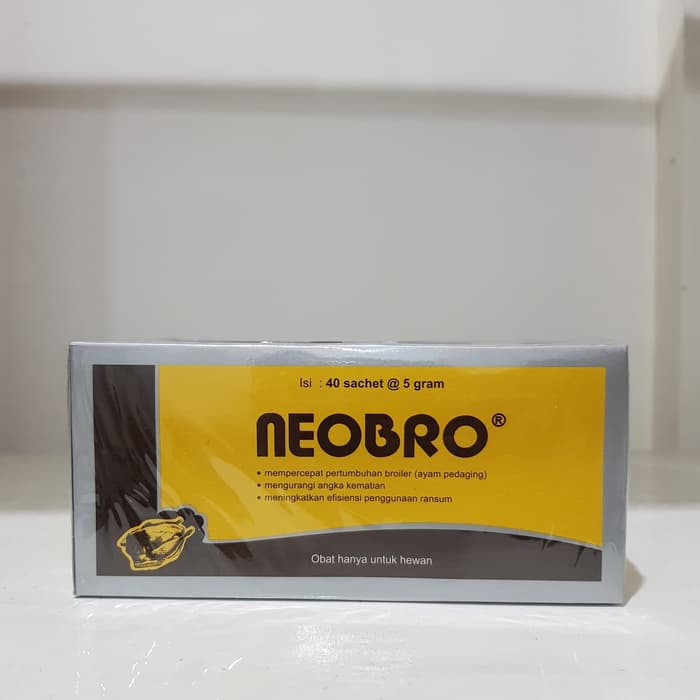 Isi : 40 sachet @ 5 gram
NEOBRO®
• mempercepat pertumbuhan broiler (ayam pedaging)
• mengurangi angka kematian
• meningkatkan efisiensi penggunaan ransum
Obat hanya untuk hewan